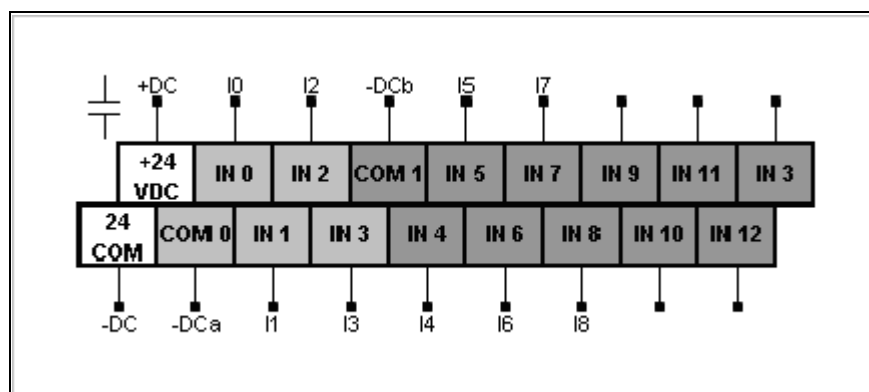 +DC I0 I2 -DCb I5 I7
+24 VDC IN 0 IN 2 COM 1 IN 5 IN 7 IN 9 IN 11 IN 3
24 COM COM 0 IN 1 IN 3 IN 4 IN 6 IN 8 IN 10 IN 12
-DC -DCa I1 I3 I4 I6 I8